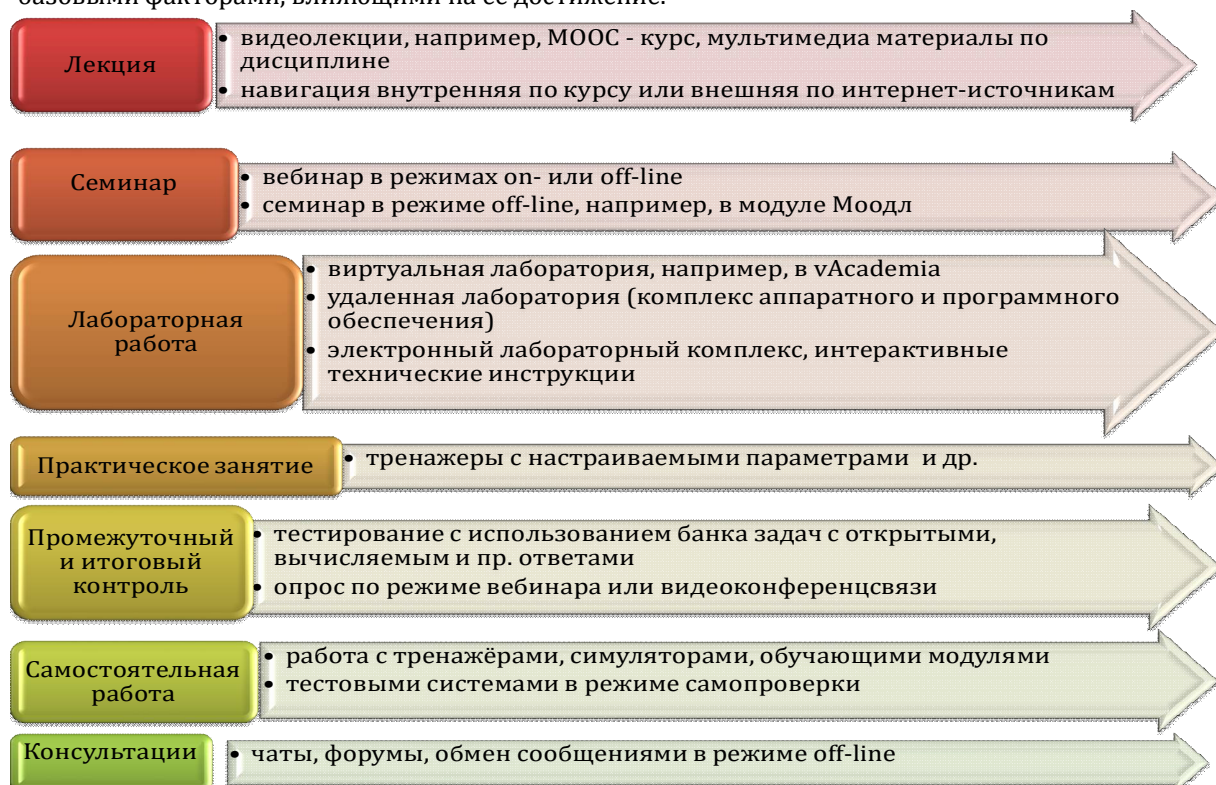 базовыми факторами, влияющими на ее достижение.
Лекция
• видеолекции, например, МООС - курс, мультимедиа материалы по
дисциплине
• навигация внутренняя по курсу или внешняя по интернет-источникам
Семинар
• вебинар в режимах on- или off-line
• семинар в режиме off-line, например, в модуле Моодл
Лабораторная
работа
• виртуальная лаборатория, например, в vAcademia
• удаленная лаборатория (комплекс аппаратного и программного
обеспечения)
• электронный лабораторный комплекс, интерактивные
технические инструкции
Практическое занятие
• тренажеры с настраиваемыми параметрами и др.
Промежуточный
и итоговый
контроль
• тестирование с использованием банка задач с открытыми,
вычисляемым и пр. ответами
• опрос по режиме вебинара или видеоконференцсвязи
Самостоятельная
работа
• работа с тренажёрами, симуляторами, обучающими модулями
• тестовыми системами в режиме самопроверки
Консультации
• чаты, форумы, обмен сообщениями в режиме off-line